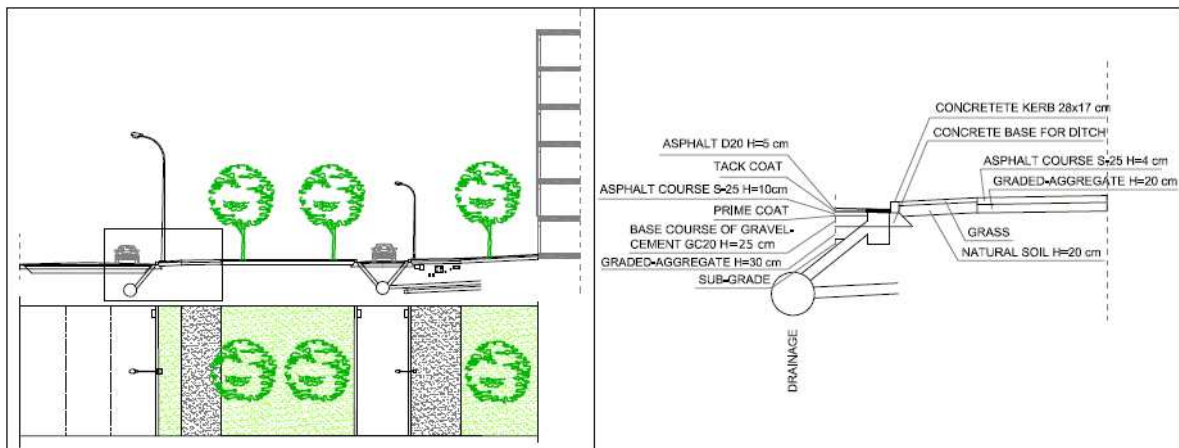 CONCRETETE KERB 28x17 cm
CONCRETE BASE FOR DITCH
ASPHALT D20 H=5 cm
TACK COAT
ASPHALT COURSE S-25 H=10cm
PRIME COAT
BASE COURSE OF GRAVEL-
CEMENT GC20 H=25 cm
GRADED-AGGREGATE H=30 cm
SUB-GRADE
ASPHALT COURSE S-25 H=4 cm
GRADED-AGGREGATE H=20 cm
GRASS
NATURAL SOIL H=20 cm
DRAINAGE